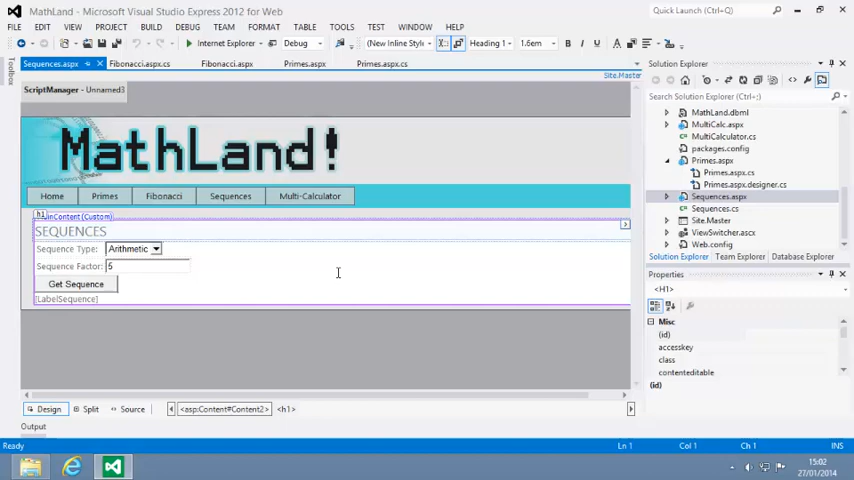 MathLand - Microsoft Visual Studio Express 2012 for Web
Quick Launch (Ctrl+Q)
FILE EDIT VIEW PROJECT BUILD DEBUG TEAM FORMAT TABLE TOOLS TEST WINDOW HELP
Internet Explorer Debug (New Inline Style Heading 1 1.6em B I U A
Sequences.aspx Fibonacci.aspx.cs Fibonacci.aspx Primes.aspx Primes.aspx.cs
Site.Master
Toolbox
ScriptManager - Unnamed3
MathLand!
Home Primes Fibonacci Sequences Multi-Calculator
h1 inContent (Custom)
SEQUENCES
Sequence Type: Arithmetic
Sequence Factor: 5
Get Sequence
[LabelSequence]
Design Split Source <asp:Content#Content2> <h1>
Output
Solution Explorer
Search Solution Explorer (Ctrl+;)
MathLand.dbml
MultiCalc.aspx
MultiCalculator.cs
packages.config
Primes.aspx
Primes.aspx.cs
Primes.aspx.designer.cs
Sequences.aspx
Sequences.cs
Site.Master
ViewSwitcher.ascx
Web.config
Solution Explorer Team Explorer Database Explorer
Properties
<H1>
Misc
(id)
accesskey
class
contenteditable
(id)
Ready Ln 1 Col 1 Ch 1 INS
15:02
27/01/2014